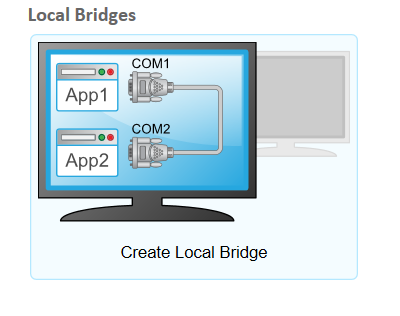 Local Bridges
COM1
App1
COM2
App2
Create Local Bridge